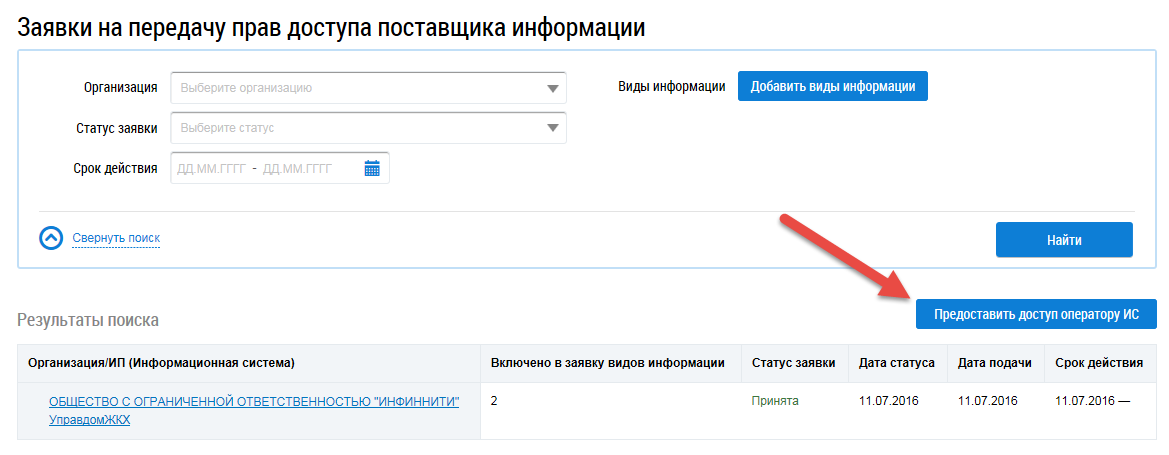 Заявки на передачу прав доступа поставщика информации
Организация Выберите организацию Виды информации Добавить виды информации
Статус заявки Выберите статус
Срок действия ДД.ММ.ГГГГ - ДД.ММ.ГГГГ
Свернуть поиск Найти
Результаты поиска Предоставить доступ оператору ИС
Организация/ИП (Информационная система) Включено в заявку видов информации Статус заявки Дата статуса Дата подачи Срок действия
ОБЩЕСТВО С ОГРАНИЧЕННОЙ ОТВЕТСТВЕННОСТЬЮ "ИНФИННИТИ" 2 Принята 11.07.2016 11.07.2016 11.07.2016 —
УправдомЖКХ